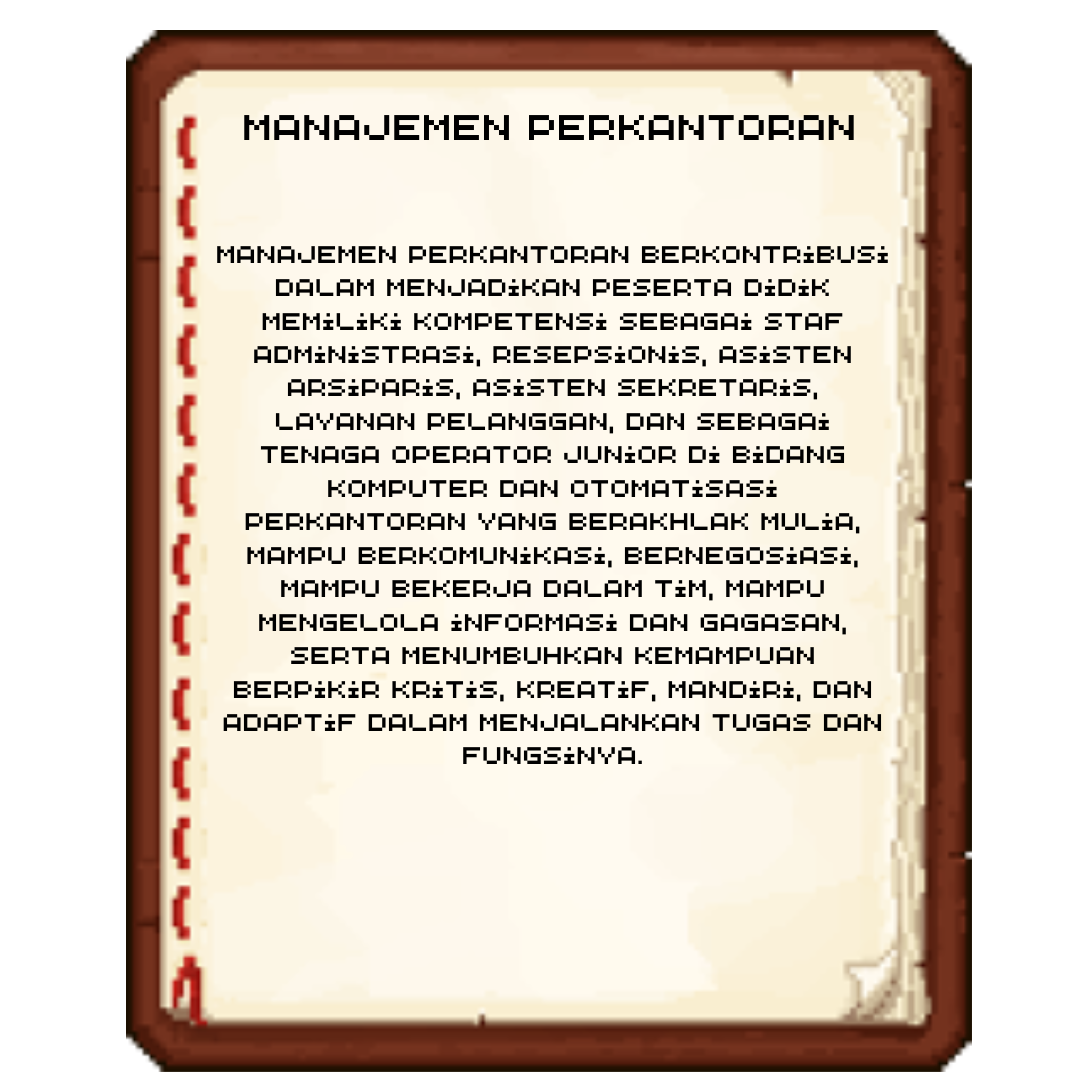 MANAJEMEN PERKANTORAN
MANAJEMEN PERKANTORAN BERKONTRiBUSi
DALAM MENJADiKAN PESERTA DiDiK
MEMiLiKi KOMPETENSi SEBAGAi STAF
ADMiNiSTRASi, RESEPSiONiS, ASiSTEN
ARSiPARiS, ASiSTEN SEKRETARiS,
LAYANAN PELANGGAN, DAN SEBAGAi
TENAGA OPERATOR JUNiOR Di BiDANG
KOMPUTER DAN OTOMATiSASi
PERKANTORAN YANG BERAKHLAK MULiA,
MAMPU BERKOMUNiKASi, BERNEGOSiASi,
MAMPU BEKERJA DALAM TiM, MAMPU
MENGELOLA iNFORMASi DAN GAGASAN,
SERTA MENUMBUHKAN KEMAMPUAN
BERPiKiR KRiTiS, KREATiF, MANDiRi, DAN
ADAPTiF DALAM MENJALANKAN TUGAS DAN
FUNGSiNYA.